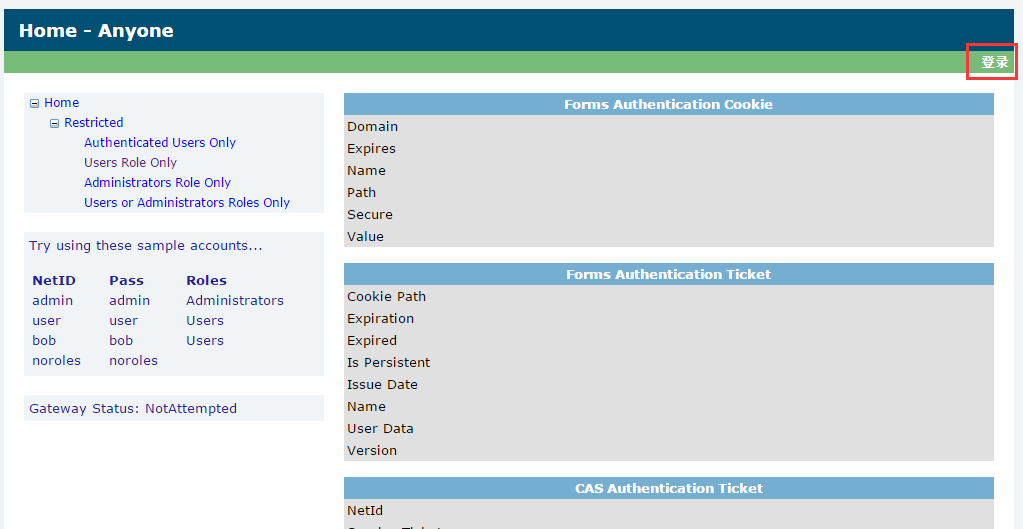 Home - Anyone
登录
Home
Restricted
Authenticated Users Only
Users Role Only
Administrators Role Only
Users or Administrators Roles Only
Try using these sample accounts...
NetID Pass Roles
admin admin Administrators
user user Users
bob bob Users
noroles noroles
Gateway Status: NotAttempted
Forms Authentication Cookie
Domain
Expires
Name
Path
Secure
Value
Forms Authentication Ticket
Cookie Path
Expiration
Expired
Is Persistent
Issue Date
Name
User Data
Version
CAS Authentication Ticket
NetId